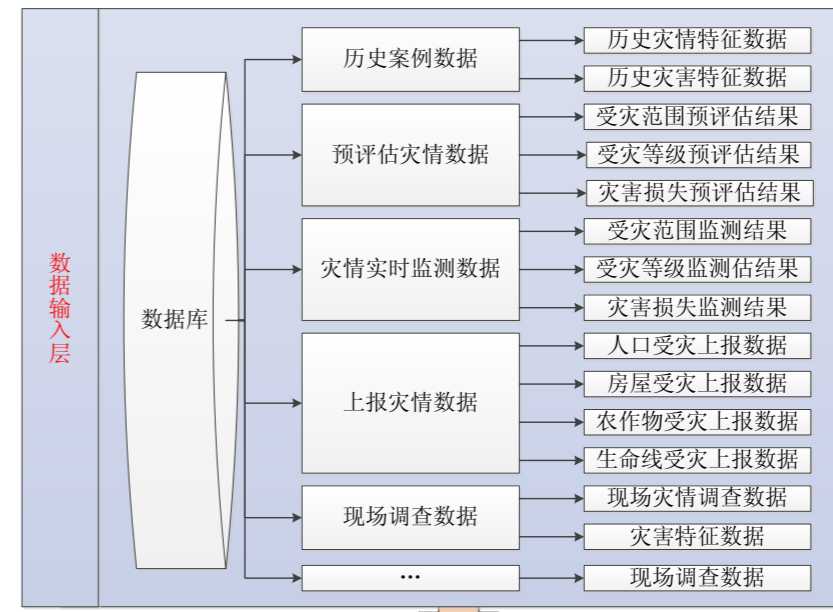 数据输入层
数据库
历史案例数据
历史灾情特征数据
历史灾害特征数据
预评估灾情数据
受灾范围预评估结果
受灾等级预评估结果
灾害损失预评估结果
灾情实时监测数据
受灾范围监测结果
受灾等级监测估结果
灾害损失监测结果
上报灾情数据
人口受灾上报数据
房屋受灾上报数据
农作物受灾上报数据
生命线受灾上报数据
现场调查数据
现场灾情调查数据
灾害特征数据
…
现场调查数据